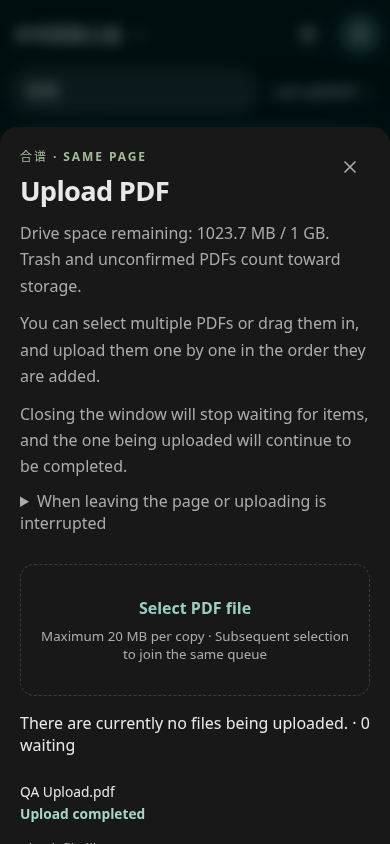 合谱 · SAME PAGE
Upload PDF
Drive space remaining: 1023.7 MB / 1 GB.
Trash and unconfirmed PDFs count toward
storage.
You can select multiple PDFs or drag them in,
and upload them one by one in the order they
are added.
Closing the window will stop waiting for items,
and the one being uploaded will continue to
be completed.
When leaving the page or uploading is
interrupted
Select PDF file
Maximum 20 MB per copy · Subsequent selection
to join the same queue
There are currently no files being uploaded. · 0
waiting
QA Upload.pdf
Upload completed